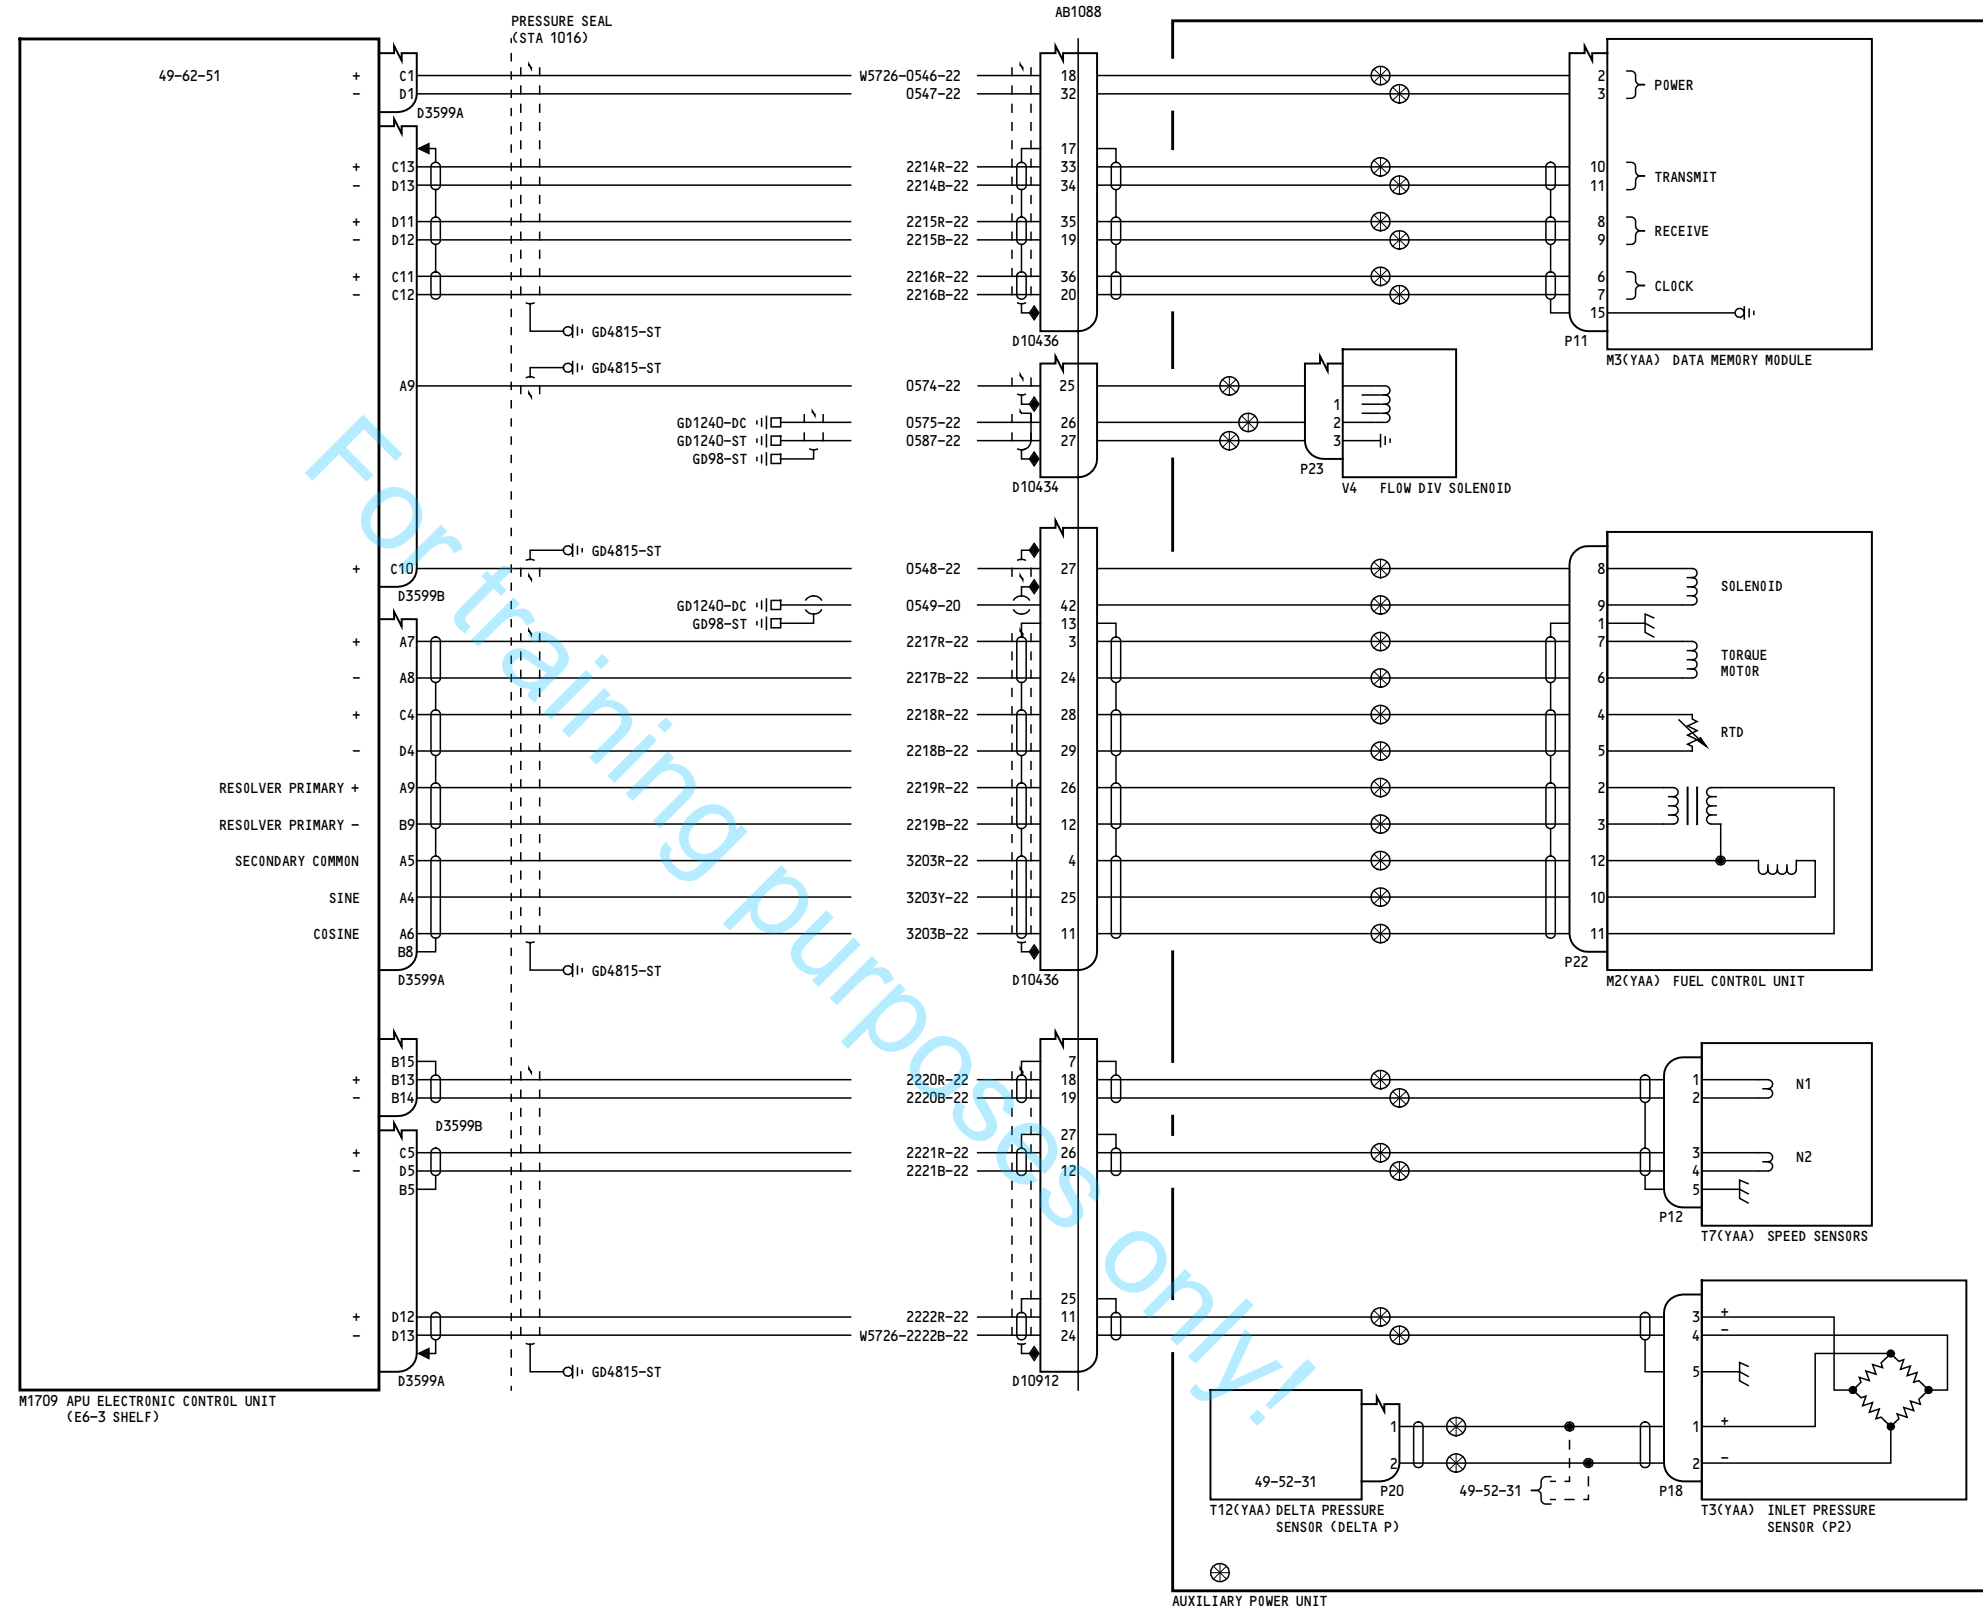 PRESSURE SEAL
(STA 1016)
AB1088
49-62-51
+ C1 W5726-0546-22 18 2 POWER
- D1 0547-22 32 3
D3599A
17
+ C13 2214R-22 33 10 TRANSMIT
- D13 2214B-22 34 11
+ D11 2215R-22 35 8 RECEIVE
- D12 2215B-22 19 9
+ C11 2216R-22 36 6 CLOCK
- C12 2216B-22 20 7
15
GD4815-ST
D10436 P11
M3(YAA) DATA MEMORY MODULE
GD4815-ST
A9 0574-22 25
1
GD1240-DC 0575-22 26 2
GD1240-ST 0587-22 27 3
GD98-ST
P23
D10434
V4 FLOW DIV SOLENOID
GD4815-ST
+ C10 0548-22 27 8
SOLENOID
D3599B
GD1240-DC 0549-20 42 9
GD98-ST 13 1
+ A7 2217R-22 3 7
TORQUE
MOTOR
- A8 2217B-22 24 6
+ C4 2218R-22 28 4
RTD
- D4 2218B-22 29 5
RESOLVER PRIMARY + A9 2219R-22 26 2
RESOLVER PRIMARY - B9 2219B-22 12 3
SECONDARY COMMON A5 3203R-22 4 12
SINE A4 3203Y-22 25 10
COSINE A6 3203B-22 11 11
B8
P22
GD4815-ST
D3599A D10436 M2(YAA) FUEL CONTROL UNIT
B15 7
+ B13 2220R-22 18 1 N1
- B14 2220B-22 19 2
D3599B
27
+ C5 2221R-22 26 3 N2
- D5 2221B-22 12 4
B5 5
P12
T7(YAA) SPEED SENSORS
25
+ D12 2222R-22 11 3 +
- D13 W5726-2222B-22 24 4 -
GD4815-ST 5
D3599A D10912
M1709 APU ELECTRONIC CONTROL UNIT
(E6-3 SHELF)
1 1 +
2 2 -
49-52-31 P20 49-52-31 P18
T12(YAA) DELTA PRESSURE
SENSOR (DELTA P)
T3(YAA) INLET PRESSURE
SENSOR (P2)
AUXILIARY POWER UNIT
For training purposes only!